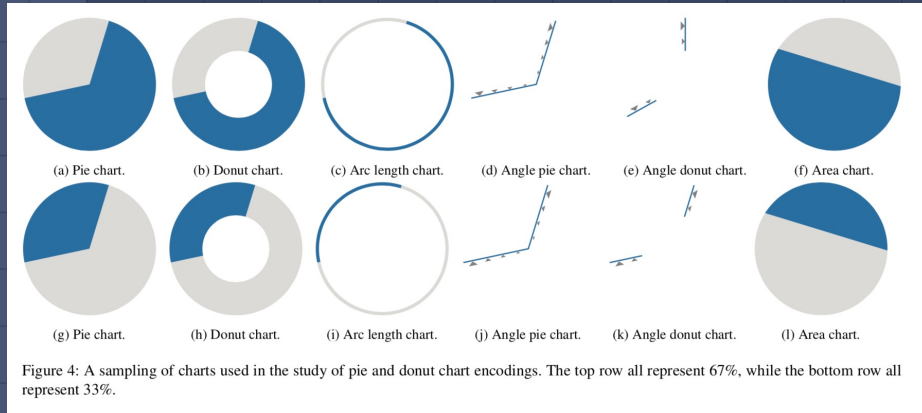 (a) Pie chart. (b) Donut chart. (c) Arc length chart. (d) Angle pie chart. (e) Angle donut chart. (f) Area chart.
(g) Pie chart. (h) Donut chart. (i) Arc length chart. (j) Angle pie chart. (k) Angle donut chart. (l) Area chart.
Figure 4: A sampling of charts used in the study of pie and donut chart encodings. The top row all represent 67%, while the bottom row all
represent 33%.